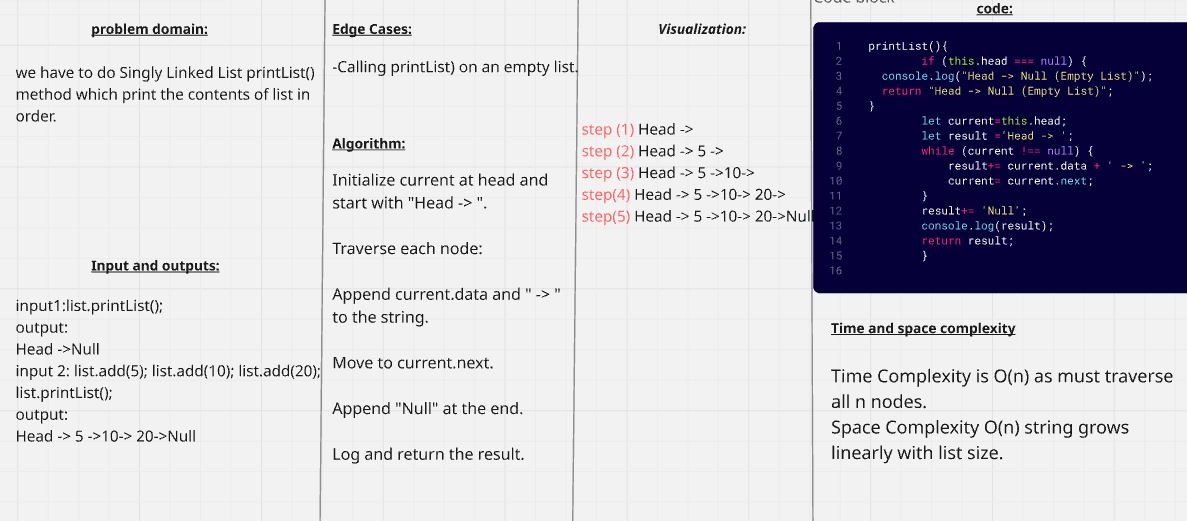 problem domain:
we have to do Singly Linked List printList()
method which print the contents of list in
order.
Input and outputs:
input1:list.printList();
output:
Head ->Null
input 2: list.add(5); list.add(10); list.add(20);
list.printList();
output:
Head -> 5 ->10-> 20->Null
Edge Cases:
-Calling printList) on an empty list.
Algorithm:
Initialize current at head and
start with "Head -> ".
Traverse each node:
Append current.data and " -> "
to the string.
Move to current.next.
Append "Null" at the end.
Log and return the result.
Visualization:
step (1) Head ->
step (2) Head -> 5 ->
step (3) Head -> 5 ->10->
step(4) Head -> 5 ->10-> 20->
step(5) Head -> 5 ->10-> 20->Null
Code block
code:
1 printList(){
2 if (this.head === null) {
3 console.log("Head -> Null (Empty List)");
4 return "Head -> Null (Empty List)";
5 }
6 let current=this.head;
7 let result ='Head -> ';
8 while (current !== null) {
9 result+= current.data + ' -> ';
10 current= current.next;
11 }
12 result+= 'Null';
13 console.log(result);
14 return result;
15 }
16
Time and space complexity
Time Complexity is O(n) as must traverse
all n nodes.
Space Complexity O(n) string grows
linearly with list size.